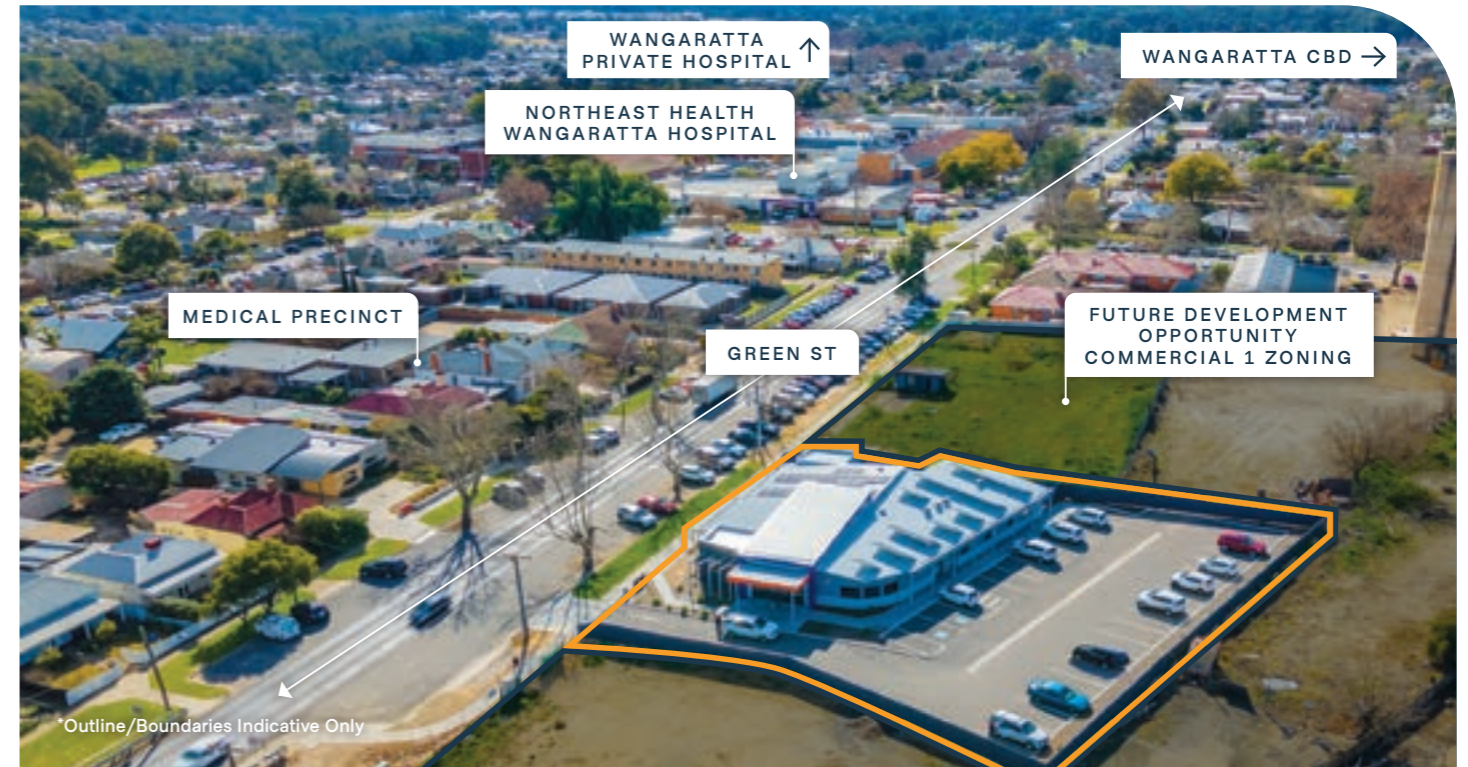 WANGARATTA
PRIVATE HOSPITAL
WANGARATTA CBD
NORTHEAST HEALTH
WANGARATTA HOSPITAL
MEDICAL PRECINCT
GREEN ST
FUTURE DEVELOPMENT
OPPORTUNITY
COMMERCIAL 1 ZONING
*Outline/Boundaries Indicative Only